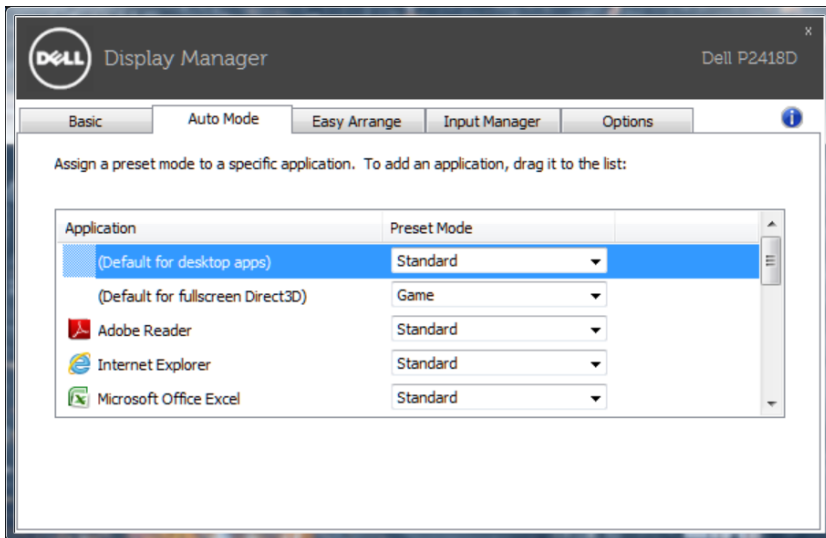 DELL Display Manager
x
Dell P2418D
Basic Auto Mode Easy Arrange Input Manager Options i
Assign a preset mode to a specific application. To add an application, drag it to the list:
Application Preset Mode
(Default for desktop apps) Standard
(Default for fullscreen Direct3D) Game
Adobe Reader Standard
Internet Explorer Standard
Microsoft Office Excel Standard